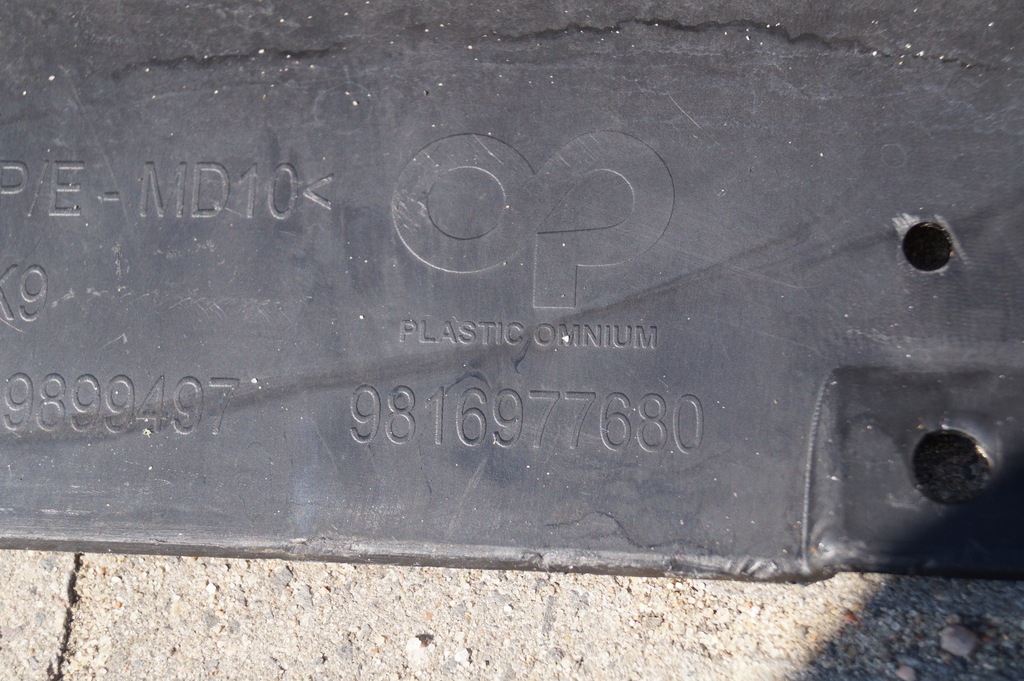 P/E - MD10<
K9
OP
PLASTIC OMNIUM
9899497 9816977680